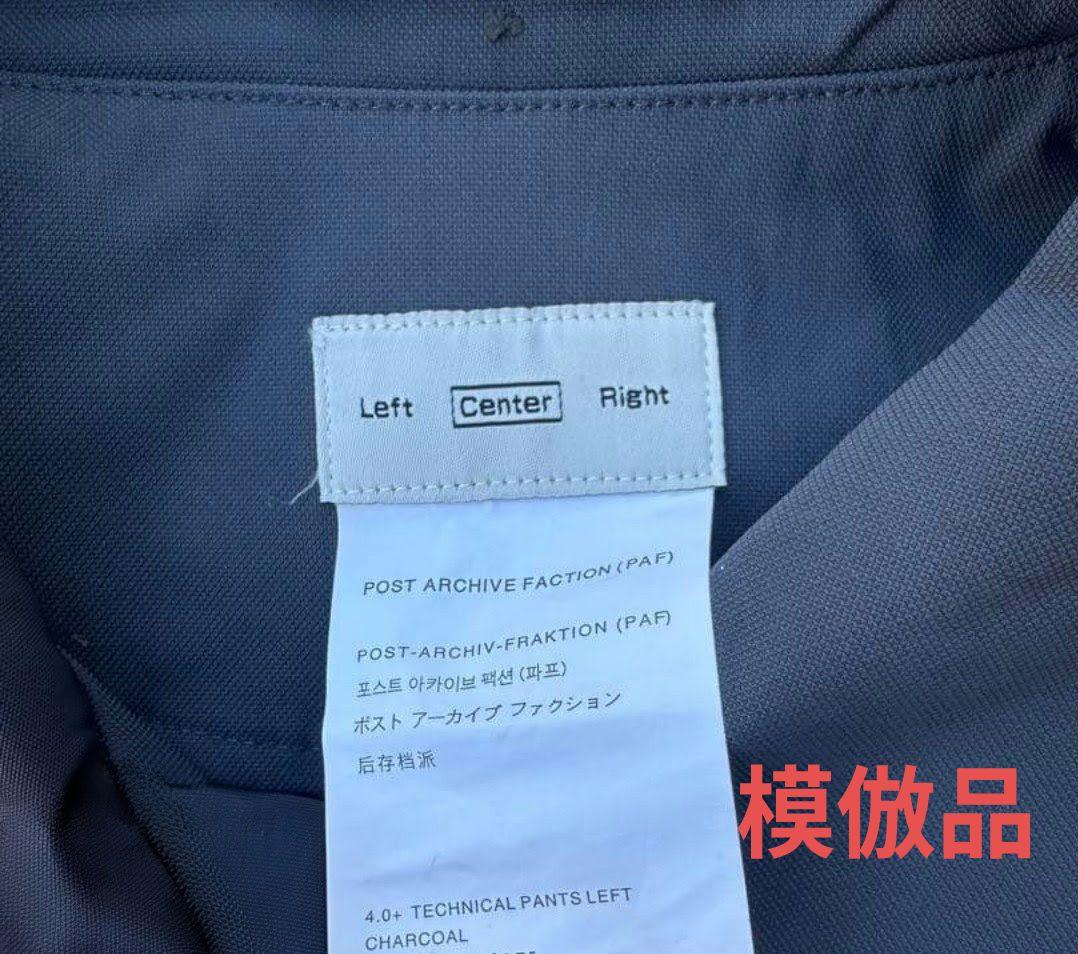 Left Center Right
POST ARCHIVE FACTION (PAF)
POST-ARCHIV-FRAKTION (PAF)
포스트 아카이브 팩션 (파프)
ポスト アーカイブ ファクション
后存档派
模倣品
4.0+ TECHNICAL PANTS LEFT
CHARCOAL